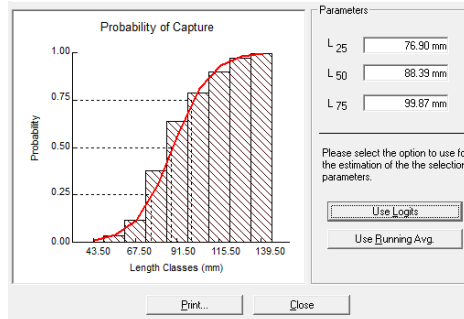 Probability of Capture
1.00
0.75
0.50
0.25
0.00
Probability
43.50 67.50 91.50 115.50 139.50
Length Classes (mm)
Parameters
L 25 76.90 mm
L 50 88.39 mm
L 75 99.87 mm
Please select the option to use fo
the estimation of the the selection
parameters.
Use Logits
Use Running Avg.
Print... Close